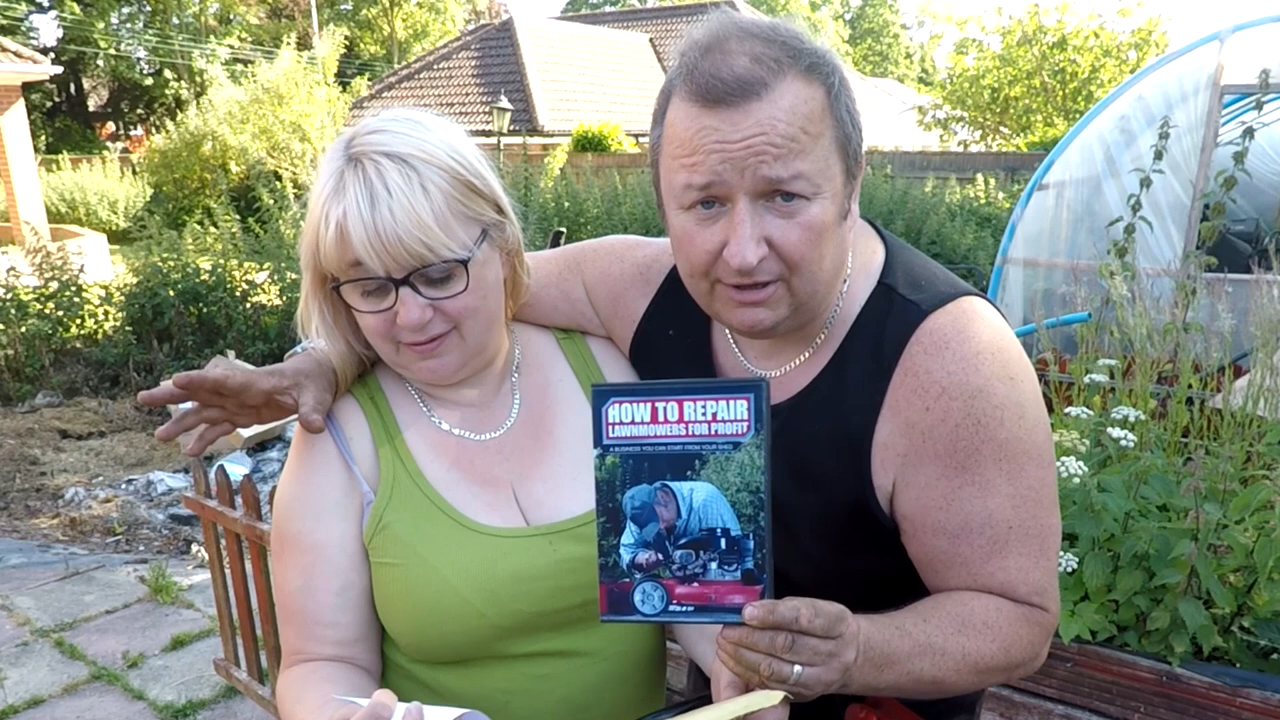 HOW TO REPAIR
LAWNMOWERS FOR PROFIT
A BUSINESS YOU CAN START FROM YOUR SHED